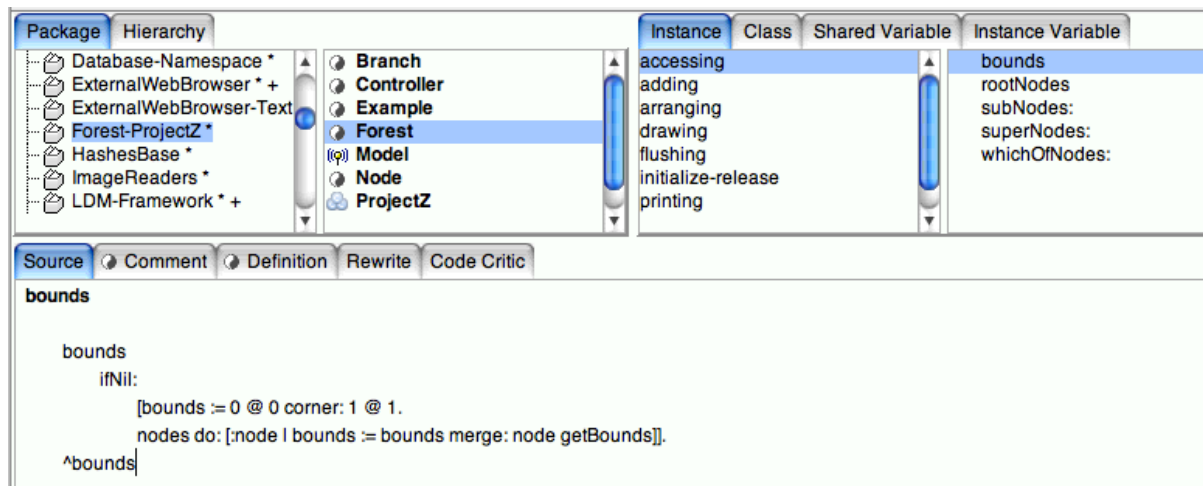 Package Hierarchy
Database-Namespace *
ExternalWebBrowser * +
ExternalWebBrowser-Text
Forest-ProjectZ *
HashesBase *
ImageReaders *
LDM-Framework * +
Branch
Controller
Example
Forest
Model
Node
ProjectZ
Instance Class Shared Variable Instance Variable
accessing
adding
arranging
drawing
flushing
initialize-release
printing
bounds
rootNodes
subNodes:
superNodes:
whichOfNodes:
Source Comment Definition Rewrite Code Critic
bounds
bounds
ifNil:
[bounds := 0 @ 0 corner: 1 @ 1.
nodes do: [:node | bounds := bounds merge: node getBounds]].
^bounds